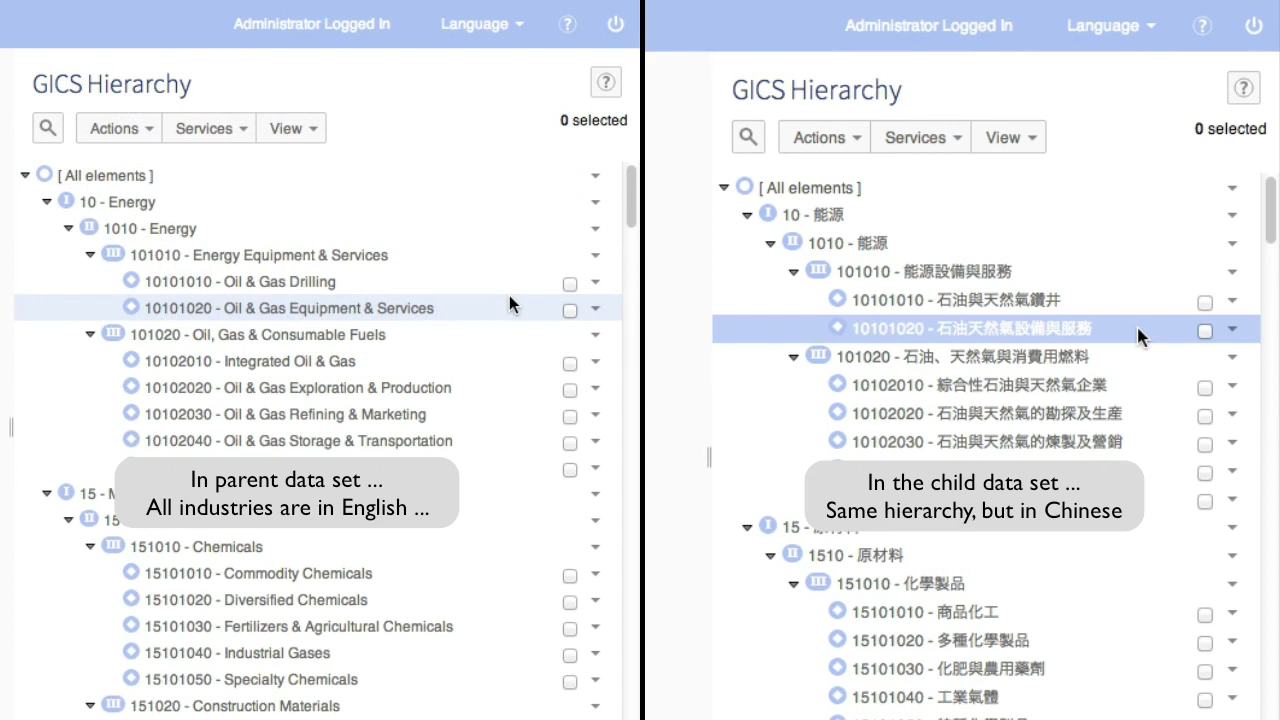 Administrator Logged In Language ?
GICS Hierarchy ?
0 selected
Actions Services View
[ All elements ]
10 - Energy
1010 - Energy
101010 - Energy Equipment & Services
10101010 - Oil & Gas Drilling
10101020 - Oil & Gas Equipment & Services
101020 - Oil, Gas & Consumable Fuels
10102010 - Integrated Oil & Gas
10102020 - Oil & Gas Exploration & Production
10102030 - Oil & Gas Refining & Marketing
10102040 - Oil & Gas Storage & Transportation
In parent data set ...
All industries are in English ...
15 - M
15
151010 - Chemicals
15101010 - Commodity Chemicals
15101020 - Diversified Chemicals
15101030 - Fertilizers & Agricultural Chemicals
15101040 - Industrial Gases
15101050 - Specialty Chemicals
151020 - Construction Materials
Administrator Logged In Language ?
GICS Hierarchy ?
0 selected
Actions Services View
[ All elements ]
10 - 能源
1010 - 能源
101010 - 能源設備與服務
10101010 - 石油與天然氣鑽井
10101020 - 石油天然氣設備與服務
101020 - 石油、天然氣與消費用燃料
10102010 - 綜合性石油與天然氣企業
10102020 - 石油與天然氣的勘探及生產
10102030 - 石油與天然氣的煉製及營銷
In the child data set ...
Same hierarchy, but in Chinese
15 -
1510 - 原材料
151010 - 化學製品
15101010 - 商品化工
15101020 - 多種化學製品
15101030 - 化肥與農用藥劑
15101040 - 工業氣體